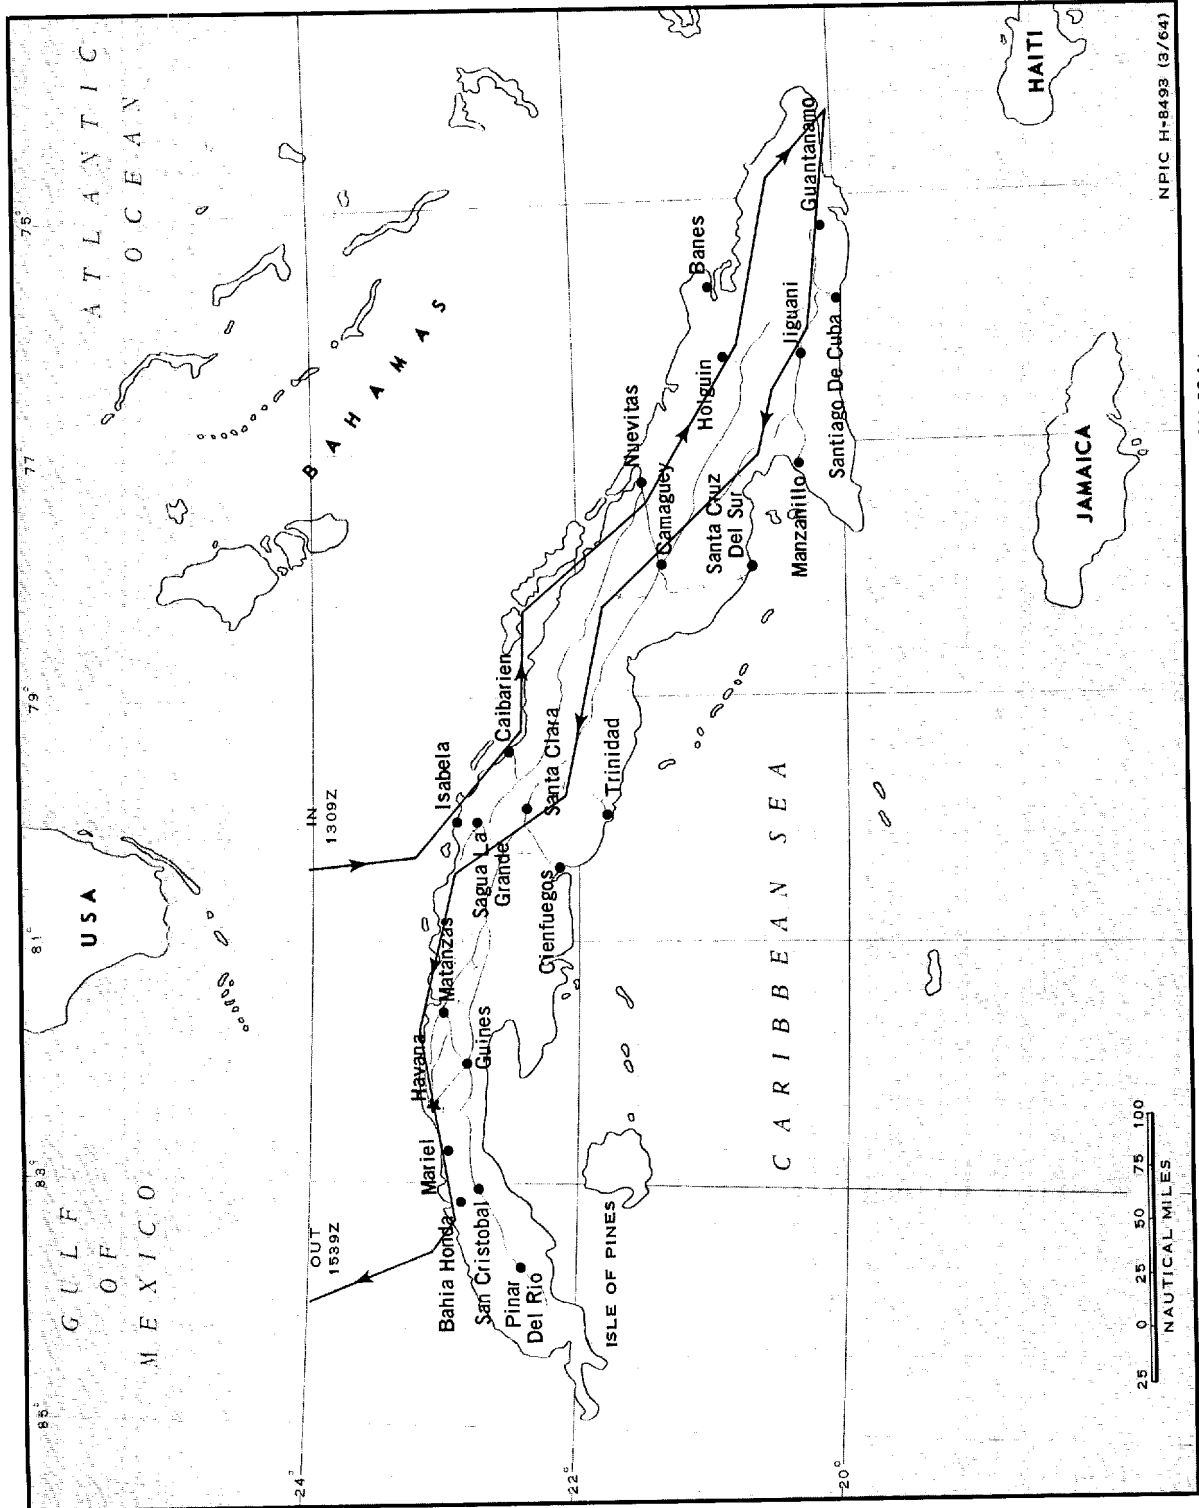 85°
83°
81°
79°
77
75°
GULF
OF
MEXICO
USA
ATLANTIC
OCEAN
BAHAMAS
OUT
1539Z
IN
1309Z
24°
22°
20°
Havana
Mariel
Bahia Honda
San Cristobal
Pinar
Del Rio
Matanzas
Guines
Isabela
Sagua La
Grande
Cienfuegos
Caibarien
Santa Clara
Trinidad
Nuevitas
Camaguey
Santa Cruz
Del Sur
Holguin
Banes
Manzanillo
Jiguani
Santiago De Cuba
Guantanamo
ISLE OF PINES
CARIBBEAN SEA
JAMAICA
HAITI
25 0 25 50 75 100
NAUTICAL MILES
NPIC H-8493 (3/64)